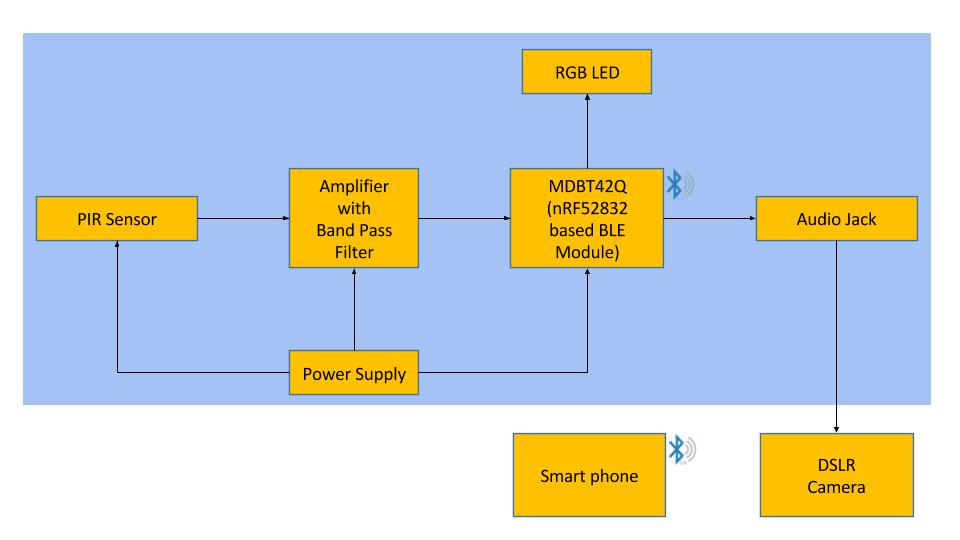 RGB LED
PIR Sensor
Amplifier
with
Band Pass
Filter
MDBT42Q
(nRF52832
based BLE
Module)
Audio Jack
Power Supply
Smart phone
DSLR
Camera